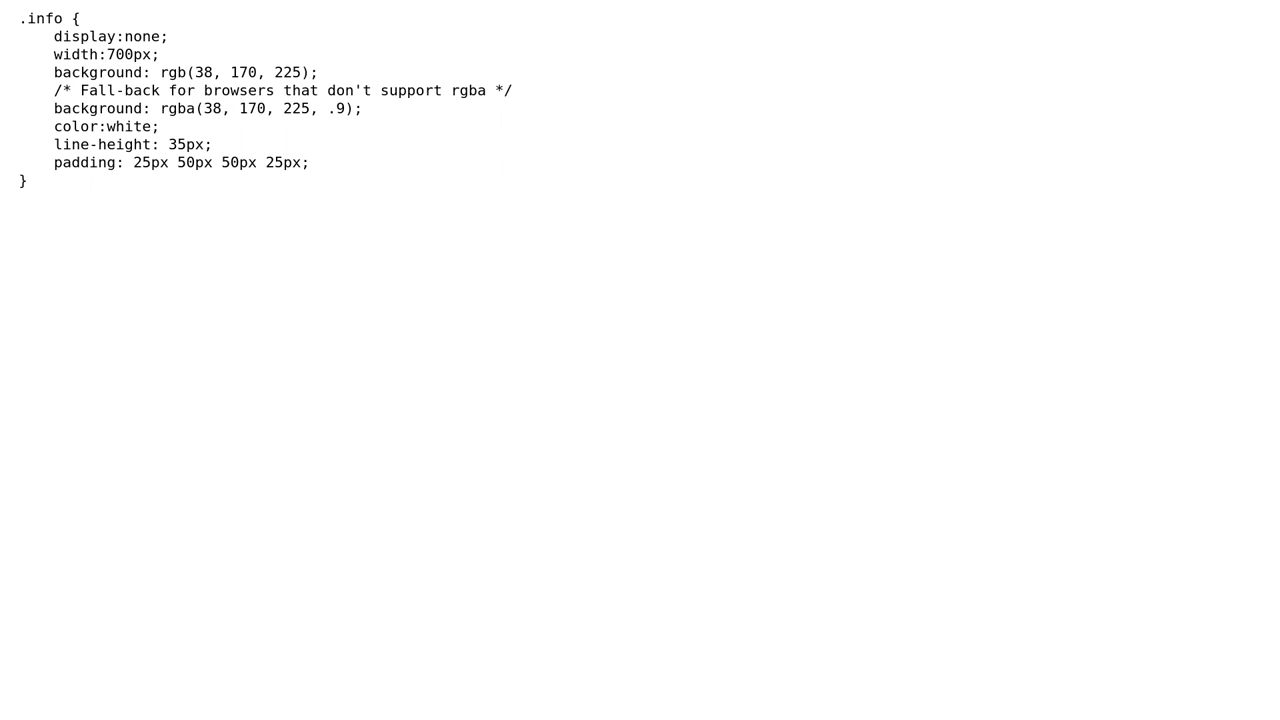 .info {
    display:none;
    width:700px;
    background: rgb(38, 170, 225);
    /* Fall-back for browsers that don't support rgba */
    background: rgba(38, 170, 225, .9);
    color:white;
    line-height: 35px;
    padding: 25px 50px 50px 25px;
}